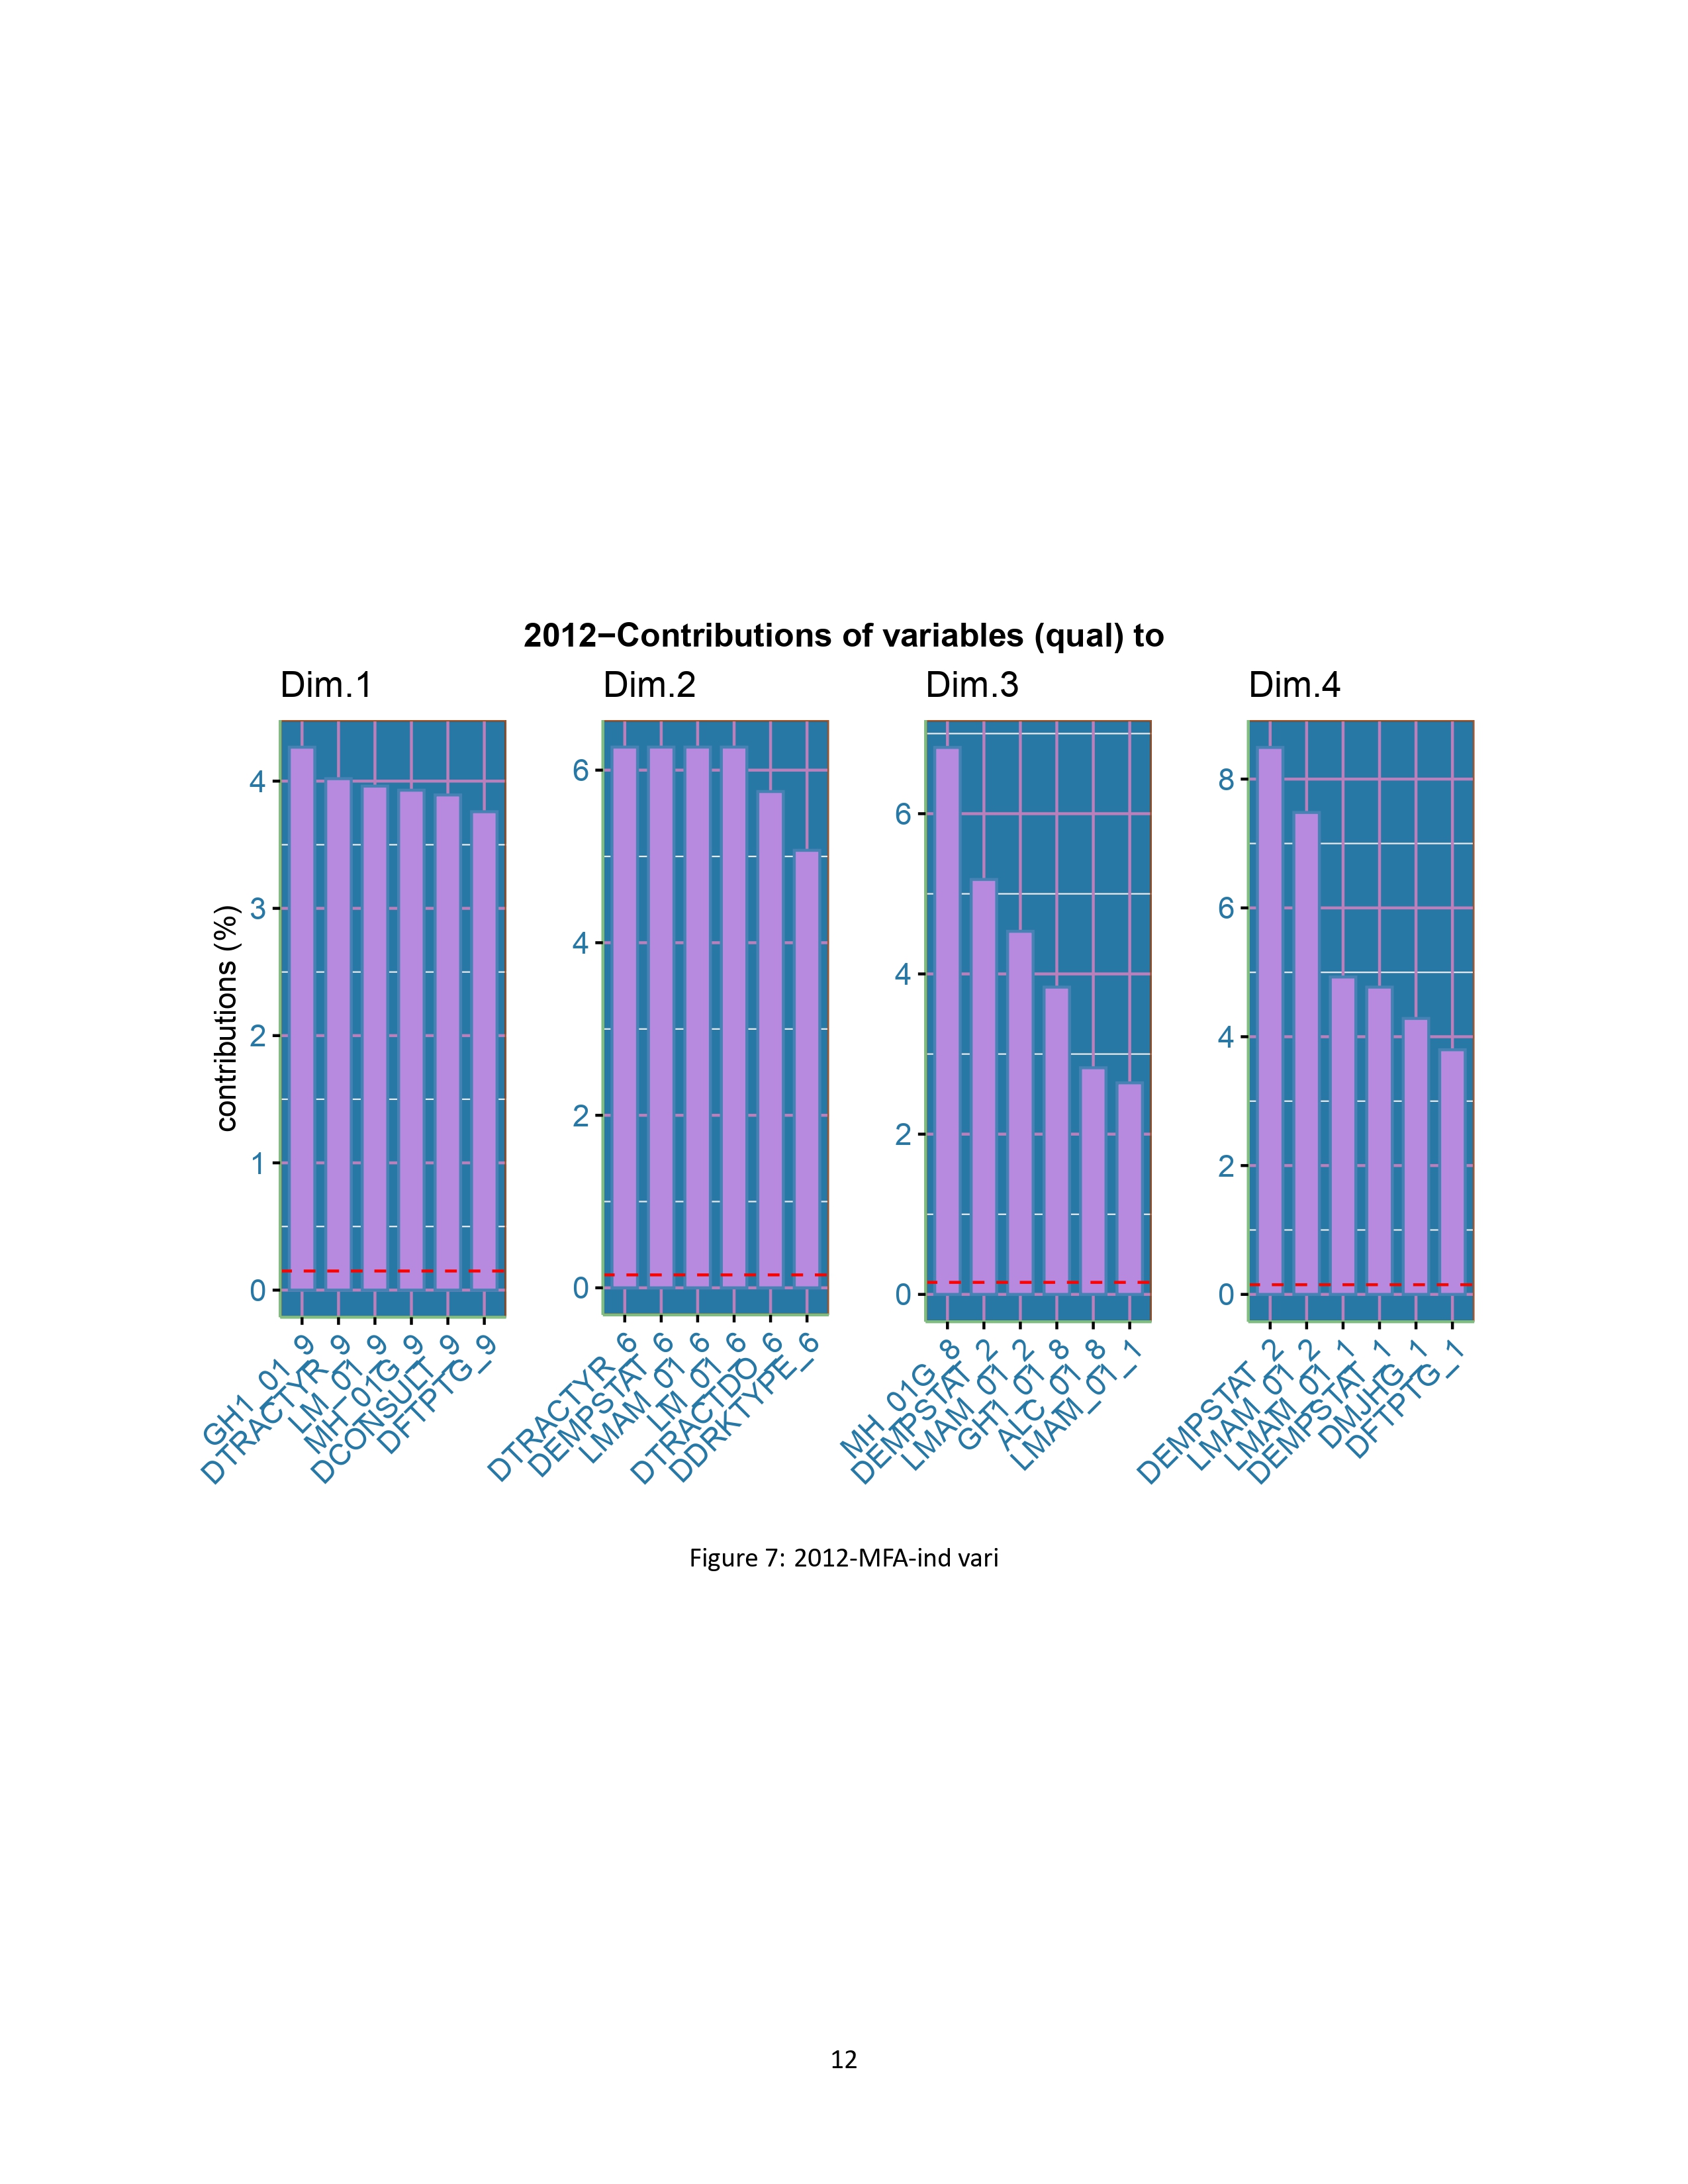 2012−Contributions of variables (qual) to
Dim.1
Dim.2
Dim.3
Dim.4
contributions (%)
4
3
2
1
0
GH1_01_9
DTRACTYR_9
LM_01_9
MH_01G_9
DCONSULT_9
DFTPTG_9
6
4
2
0
DTRACTYR_6
DEMPSTAT_6
LMAM_01_6
LM_01_6
DTRACTDO_6
DDRKTYPE_6
6
4
2
0
MH_01G_8
DEMPSTAT_2
LMAM_01_2
GH1_01_8
ALC_01_8
LMAM_01_1
8
6
4
2
0
DEMPSTAT_2
LMAM_01_2
LMAM_01_1
DEMPSTAT_1
DMJHG_1
DFTPTG_1
Figure 7: 2012-MFA-ind vari
12